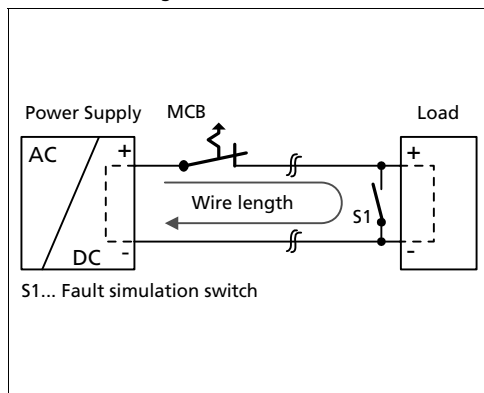 Power Supply MCB Load
AC + +
Wire length
S1
DC - -
S1... Fault simulation switch